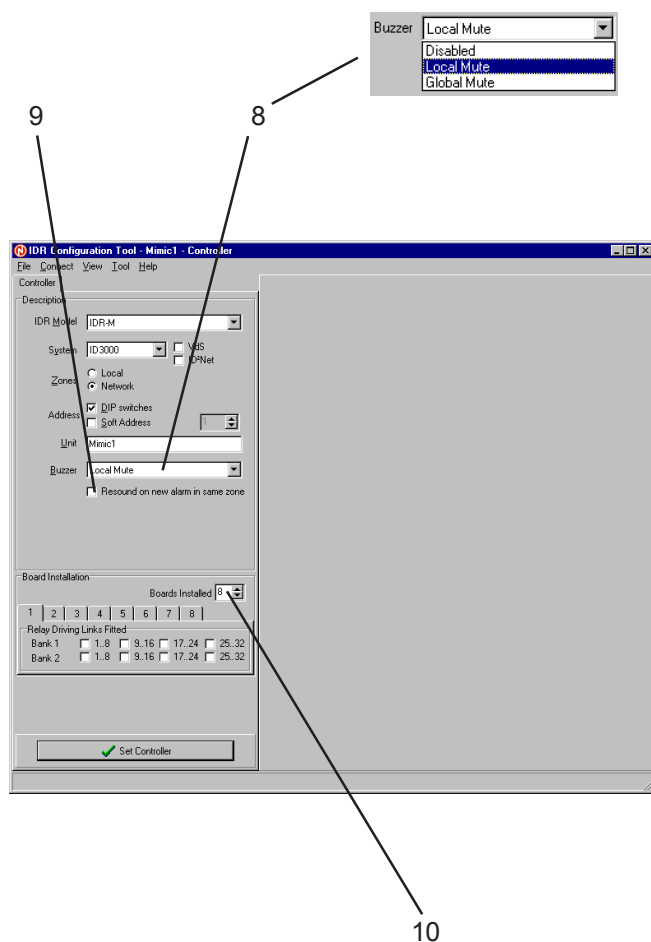 Buzzer Local Mute
Disabled
Local Mute
Global Mute
9 8
IDR Configuration Tool - Mimic1 - Controller
File Connect View Tool Help
Controller
Description
IDR Model IDR-M
System ID3000 VdS
ID²Net
Zones Local
Network
Address DIP switches
Soft Address 1
Unit Mimic1
Buzzer Local Mute
Resound on new alarm in same zone
Board Installation
Boards Installed 8
1 2 3 4 5 6 7 8
Relay Driving Links Fitted
Bank 1 1..8 9..16 17..24 25..32
Bank 2 1..8 9..16 17..24 25..32
Set Controller
10